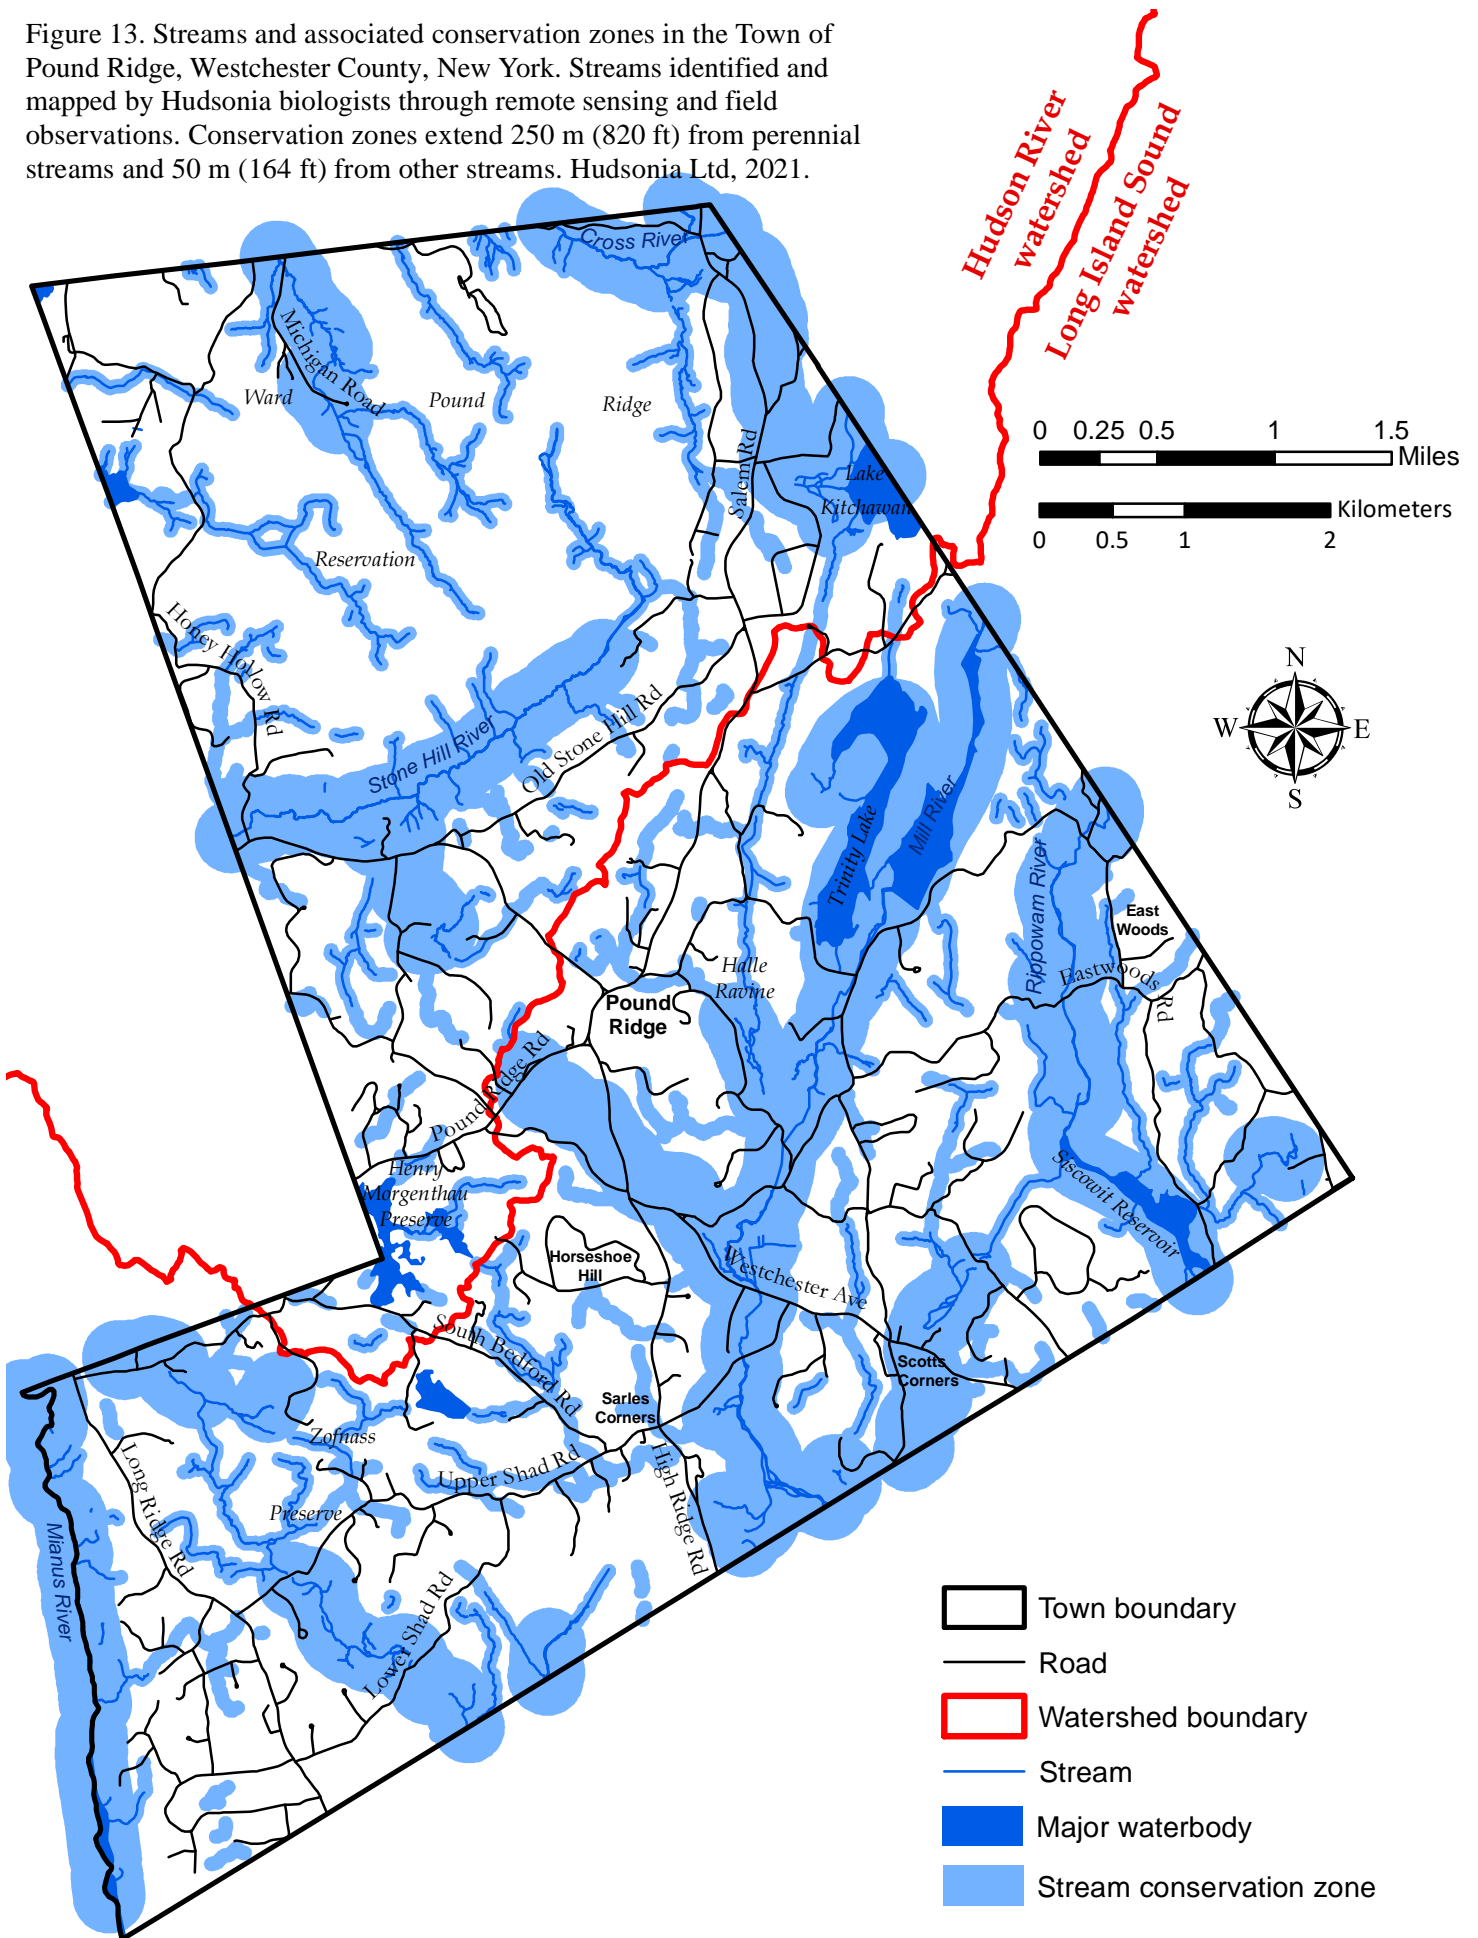 Figure 13. Streams and associated conservation zones in the Town of
Pound Ridge, Westchester County, New York. Streams identified and
mapped by Hudsonia biologists through remote sensing and field
observations. Conservation zones extend 250 m (820 ft) from perennial
streams and 50 m (164 ft) from other streams. Hudsonia Ltd, 2021.
Hudson River
watershed
Long Island Sound
watershed
Cross River
Michigan Road
Ward
Pound
Ridge
Reservation
Salem Rd
Lake
Kitchawan
0 0.25 0.5 1 1.5
Miles
Kilometers
0 0.5 1 2
N
W
E
S
Honey Hollow Rd
Stone Hill River
Old Stone Hill Rd
Trinity Lake
Mill River
Rippowam River
East
Woods
Eastwoods Rd
Halle
Ravine
Pound
Ridge
Pound Ridge Rd
Henry
Morgenthau
Preserve
Siscowit Reservoir
Horseshoe
Hill
Westchester Ave
South Bedford Rd
Scotts
Corners
Sarles
Corners
Zofnass
Preserve
Upper Shad Rd
High Ridge Rd
Long Ridge Rd
Mianus River
Lower Shad Rd
Town boundary
Road
Watershed boundary
Stream
Major waterbody
Stream conservation zone